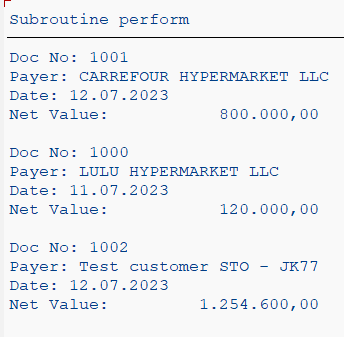 Subroutine perform
Doc No: 1001
Payer: CARREFOUR HYPERMARKET LLC
Date: 12.07.2023
Net Value: 800.000,00
Doc No: 1000
Payer: LULU HYPERMARKET LLC
Date: 11.07.2023
Net Value: 120.000,00
Doc No: 1002
Payer: Test customer STO - JK77
Date: 12.07.2023
Net Value: 1.254.600,00